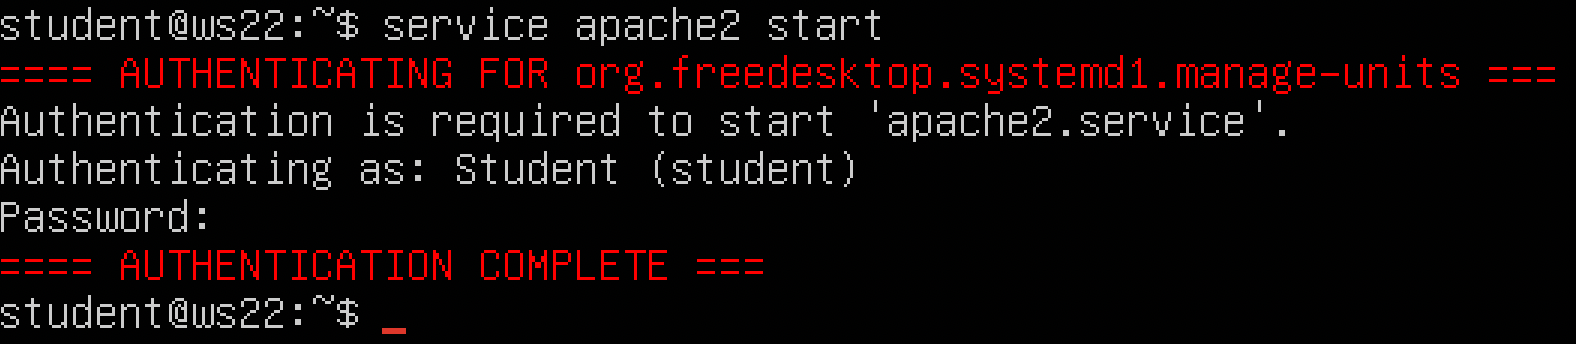 student@ws22:~$ service apache2 start
==== AUTHENTICATING FOR org.freedesktop.systemd1.manage-units ===
Authentication is required to start 'apache2.service'.
Authenticating as: Student (student)
Password:
==== AUTHENTICATION COMPLETE ===
student@ws22:~$ _